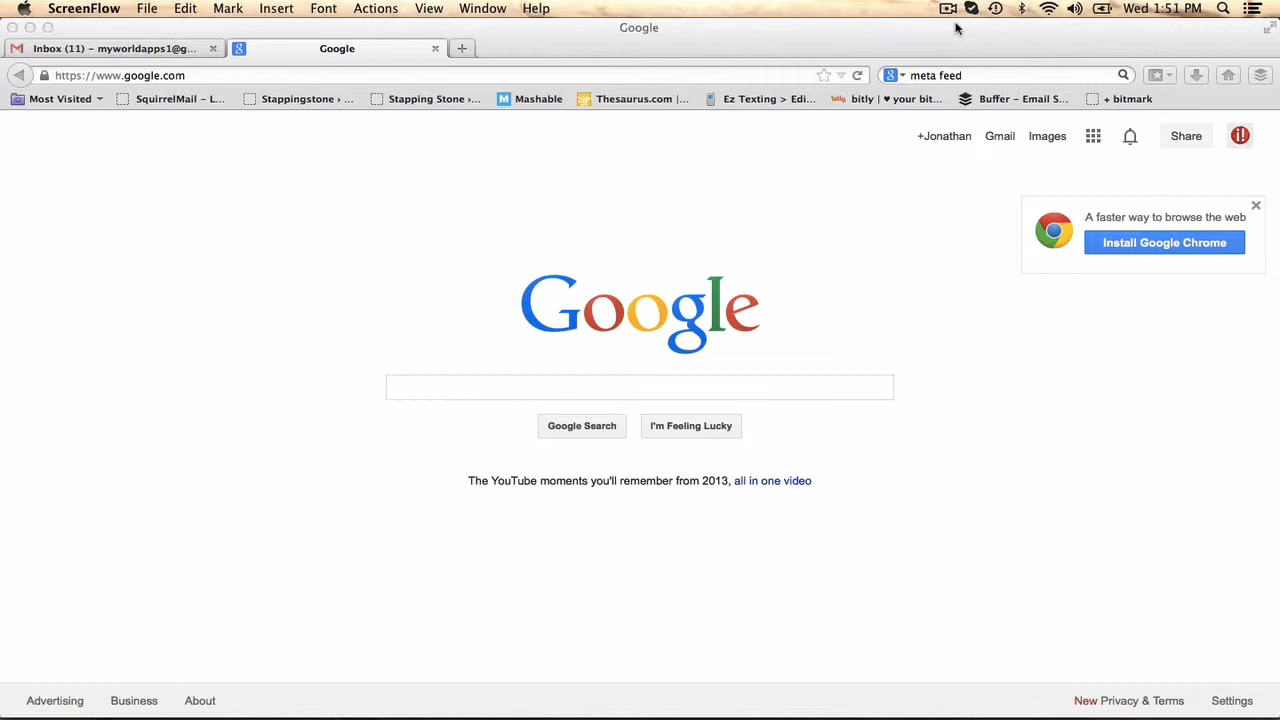 ScreenFlow File Edit Mark Insert Font Actions View Window Help Wed 1:51 PM
Google
Inbox (11) – myworldapps1@g... Google
https://www.google.com meta feed
Most Visited SquirrelMail – L... Stappingstone › ... Stapping Stone ›... Mashable Thesaurus.com |... Ez Texting > Edi... bitly | ♥ your bit... Buffer – Email S... + bitmark
+Jonathan Gmail Images Share
A faster way to browse the web
Install Google Chrome
Google
Google Search I'm Feeling Lucky
The YouTube moments you'll remember from 2013, all in one video
Advertising Business About New Privacy & Terms Settings